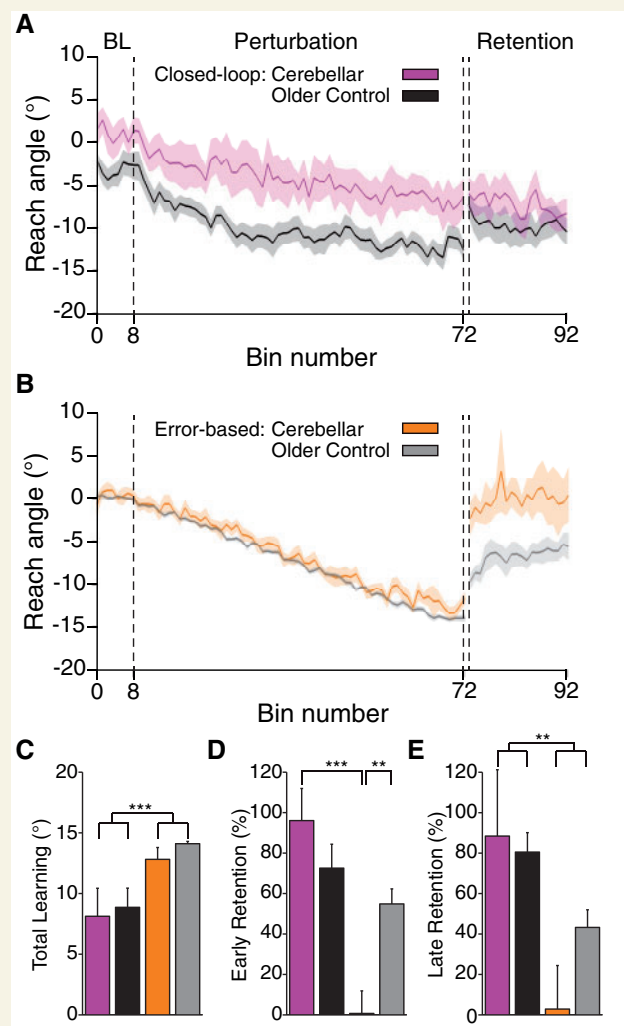 A
BL Perturbation Retention
Closed-loop: Cerebellar
Older Control
Reach angle (°)
10
5
0
-5
-10
-15
-20
0 8 72 92
Bin number
B
Error-based: Cerebellar
Older Control
Reach angle (°)
10
5
0
-5
-10
-15
-20
0 8 72 92
Bin number
C
***
Total Learning (°)
20
15
10
5
0
D
*** **
Early Retention (%)
120
100
80
60
40
20
0
E
**
Late Retention (%)
120
100
80
60
40
20
0